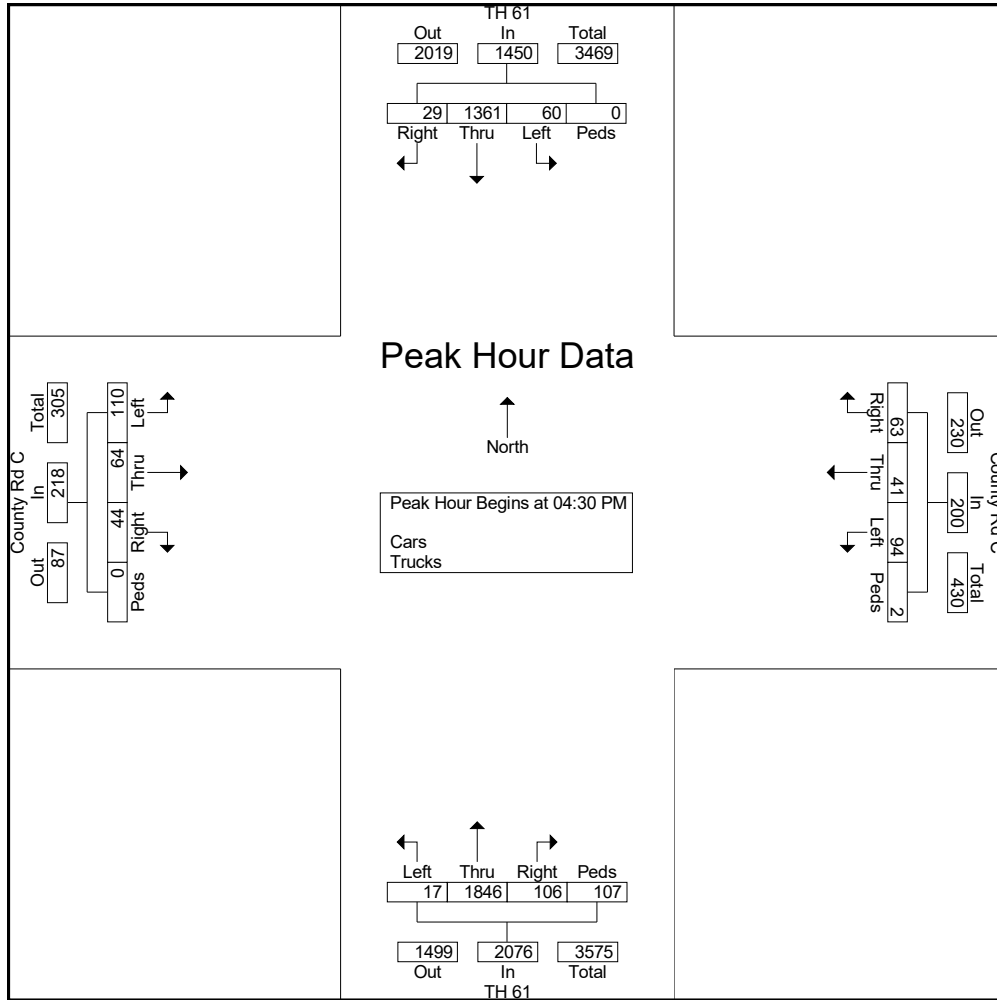 TH 61
Out In Total
2019 1450 3469
29 1361 60 0
Right Thru Left Peds
Peak Hour Data
North
Peak Hour Begins at 04:30 PM
Cars
Trucks
County Rd C
Out In Total
87 218 305
Left Thru Right Peds
110 64 44 0
County Rd C
Out In Total
230 200 430
Right Thru Left Peds
63 41 94 2
Left Thru Right Peds
17 1846 106 107
1499 2076 3575
Out In Total
TH 61